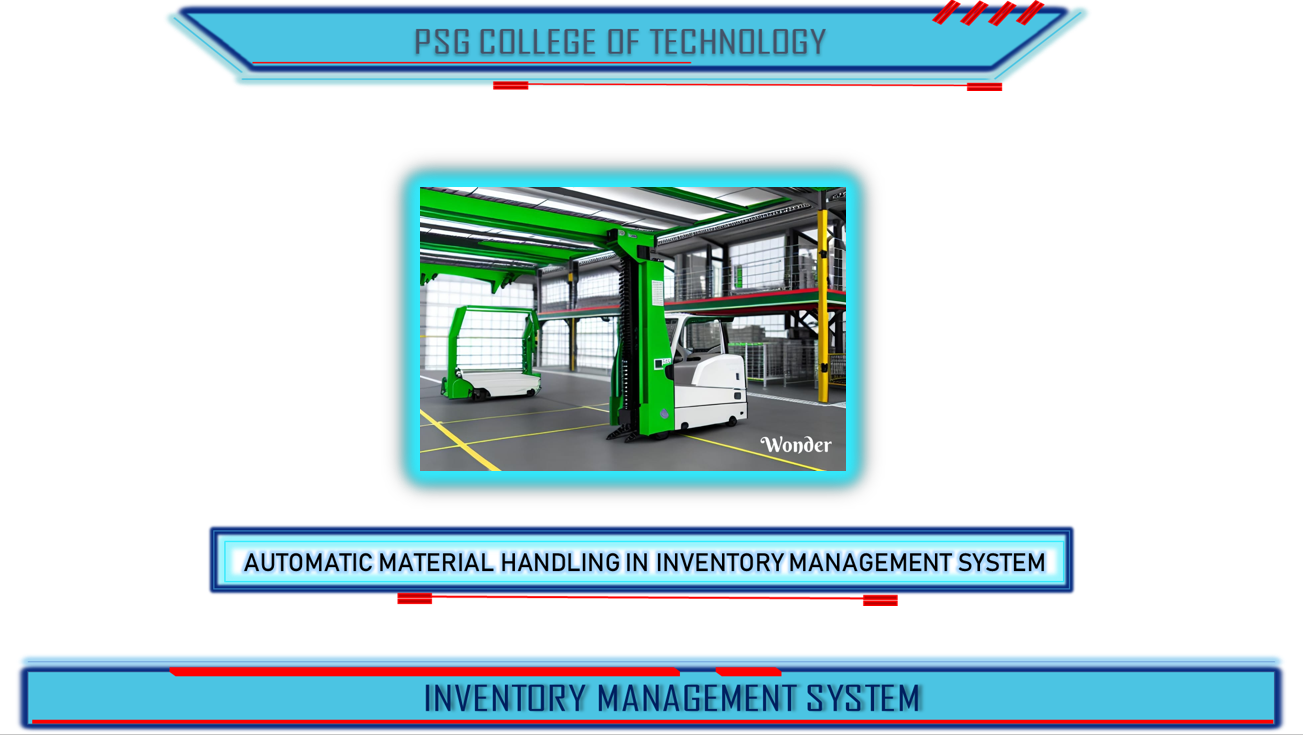 PSG COLLEGE OF TECHNOLOGY
Wonder
AUTOMATIC MATERIAL HANDLING IN INVENTORY MANAGEMENT SYSTEM
INVENTORY MANAGEMENT SYSTEM